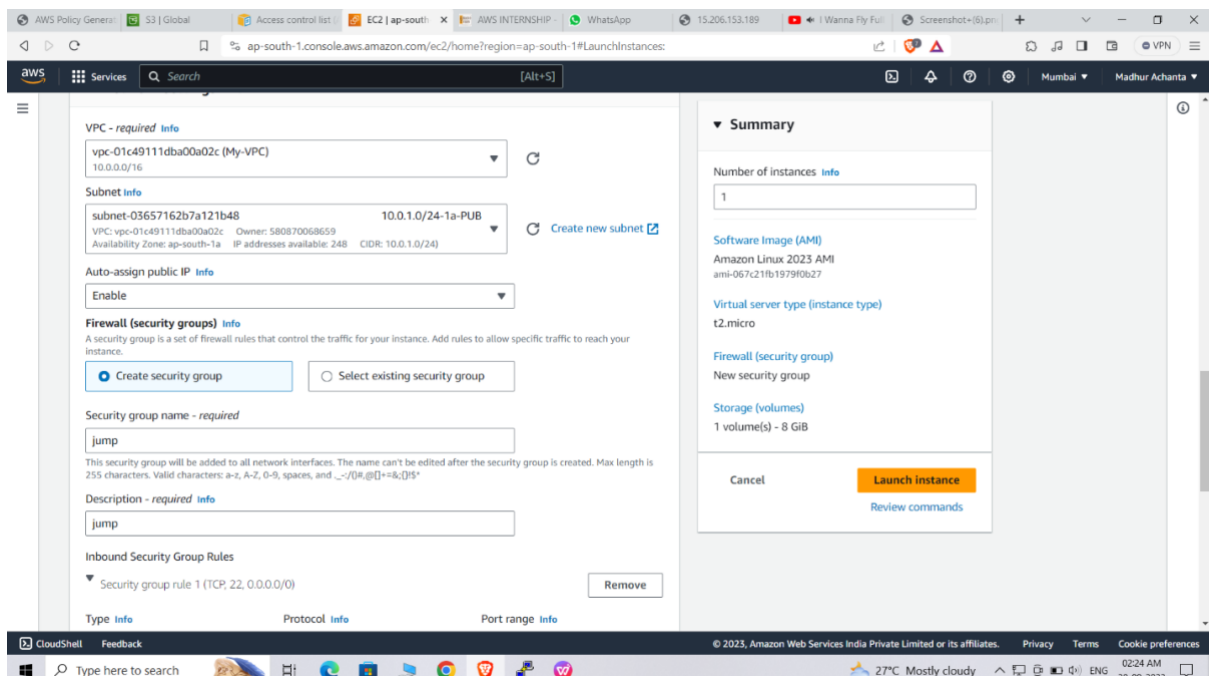 AWS Policy General S3 | Global Access control list | EC2 | ap-south AWS INTERNSHIP - WhatsApp 15.206.153.189 I Wanna Fly Full Screenshot+(6).pn
ap-south-1.console.aws.amazon.com/ec2/home?region=ap-south-1#LaunchInstances: VPN
aws Services Search [Alt+S] Mumbai Madhur Achanta
VPC - required Info
vpc-01c49111dba00a02c (My-VPC)
10.0.0.0/16
Subnet Info
subnet-03657162b7a121b48 10.0.1.0/24-1a-PUB
VPC: vpc-01c49111dba00a02c Owner: 580870068659
Availability Zone: ap-south-1a IP addresses available: 248 CIDR: 10.0.1.0/24)
Create new subnet
Auto-assign public IP Info
Enable
Firewall (security groups) Info
A security group is a set of firewall rules that control the traffic for your instance. Add rules to allow specific traffic to reach your
instance.
Create security group Select existing security group
Security group name - required
jump
This security group will be added to all network interfaces. The name can't be edited after the security group is created. Max length is
255 characters. Valid characters: a-z, A-Z, 0-9, spaces, and ._-:/()#,@[]+=&;{}!$*
Description - required Info
jump
Inbound Security Group Rules
Security group rule 1 (TCP, 22, 0.0.0.0/0) Remove
Type Info Protocol Info Port range Info
Summary
Number of instances Info
1
Software Image (AMI)
Amazon Linux 2023 AMI
ami-067c21fb1979f0b27
Virtual server type (instance type)
t2.micro
Firewall (security group)
New security group
Storage (volumes)
1 volume(s) - 8 GiB
Cancel Launch instance
Review commands
CloudShell Feedback © 2023, Amazon Web Services India Private Limited or its affiliates. Privacy Terms Cookie preferences
Type here to search 27°C Mostly cloudy ENG 02:24 AM